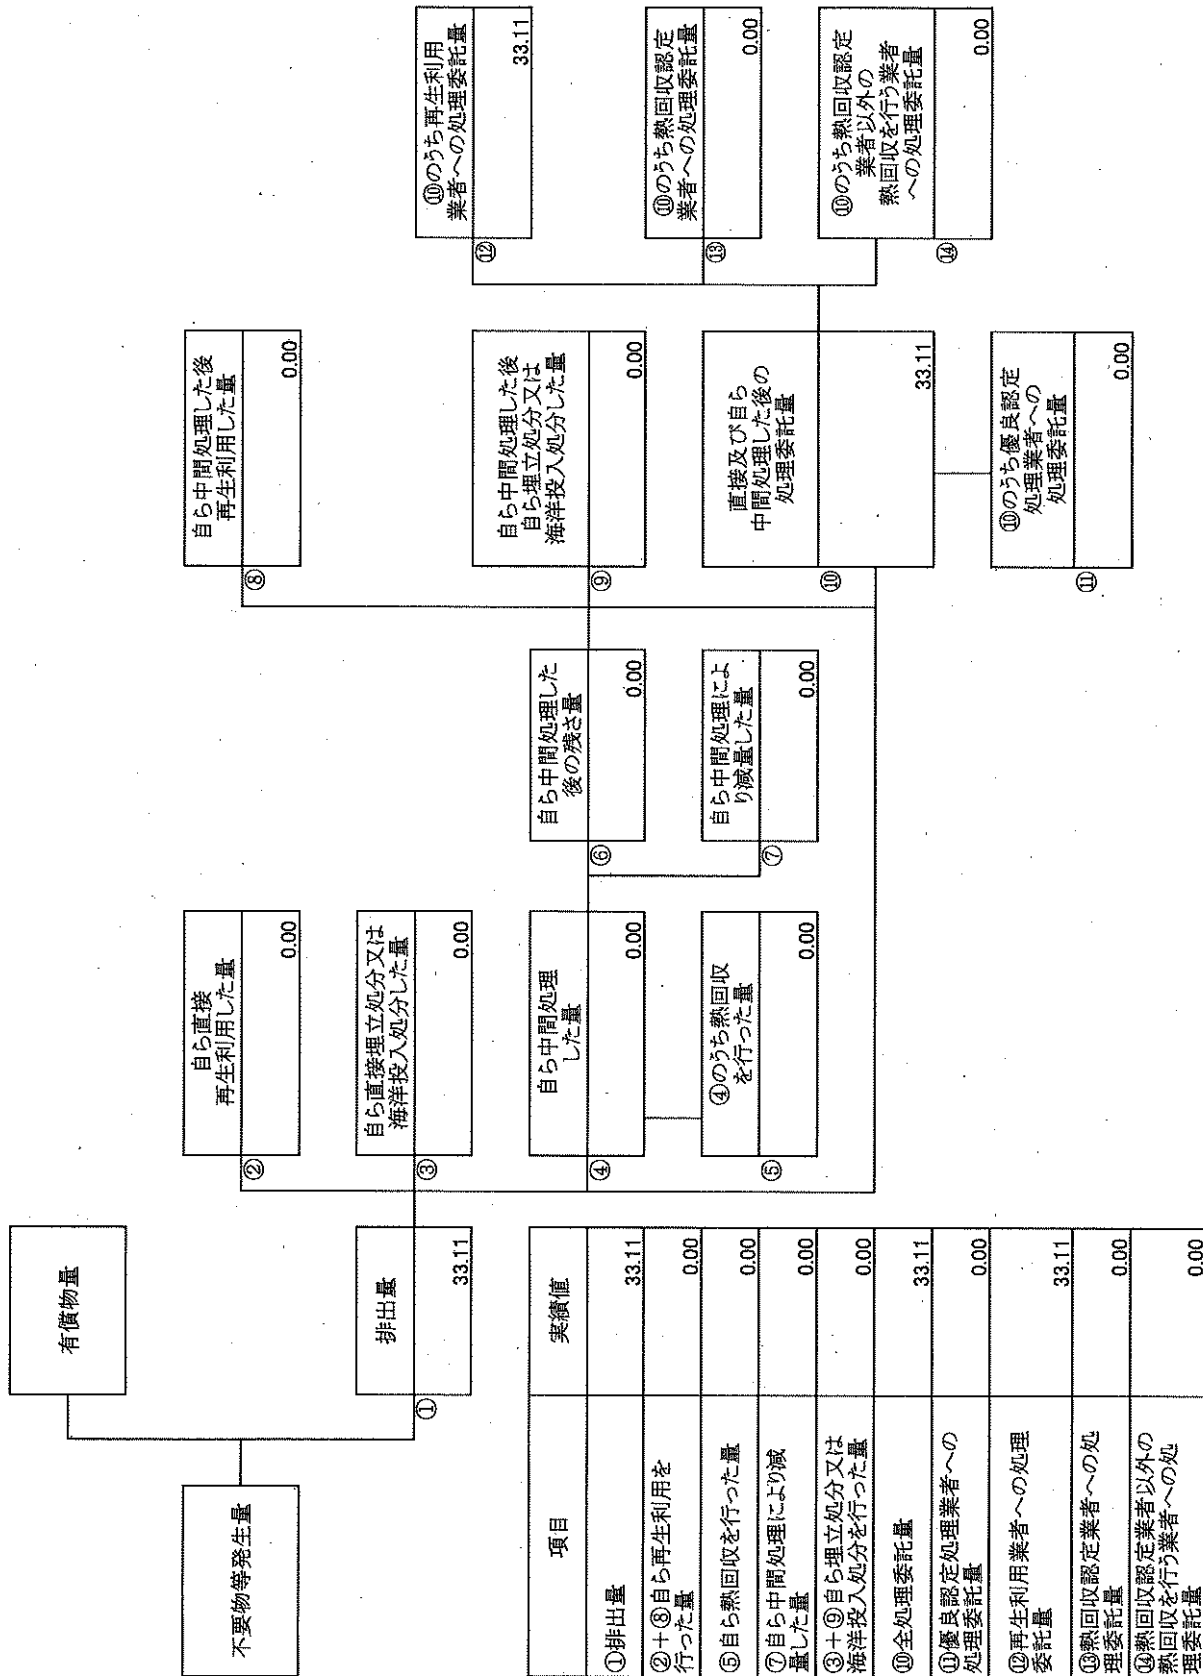 不要物等発生量
有償物量
排出量
①
33.11
自ら直接
再生利用した量
②
0.00
自ら直接埋立処分又は
海洋投入処分した量
③
0.00
自ら中間処理
した量
④
0.00
④のうち熱回収
を行った量
⑤
0.00
自ら中間処理した
後の残さ量
⑥
0.00
自ら中間処理によ
り減量した量
⑦
0.00
自ら中間処理した後
再生利用した量
⑧
0.00
自ら中間処理した後
自ら埋立処分又は
海洋投入処分した量
⑨
0.00
直接及び自ら
中間処理した後の
処理委託量
⑩
33.11
⑩のうち優良認定
処理業者への
処理委託量
⑪
0.00
⑩のうち再生利用
業者への処理委託量
⑫
33.11
⑩のうち熱回収認定
業者への処理委託量
⑬
0.00
⑩のうち熱回収認定
業者以外の
熱回収を行う業者
への処理委託量
⑭
0.00
項目 実績値
①排出量 33.11
②+⑧自ら再生利用を
行った量 0.00
⑤自ら熱回収を行った量 0.00
⑦自ら中間処理により減
量した量 0.00
③+⑨自ら埋立処分又は
海洋投入処分を行った量 0.00
⑩全処理委託量 33.11
⑪優良認定処理業者への
処理委託量 0.00
⑫再生利用業者への処理
委託量 33.11
⑬熱回収認定業者への処
理委託量 0.00
⑭熱回収認定業者以外の
熱回収を行う業者への処
理委託量 0.00